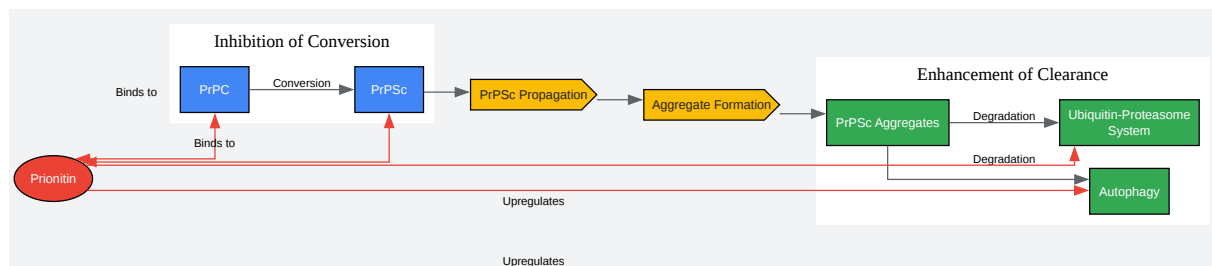 Inhibition of Conversion
Enhancement of Clearance
Binds to
PrPC
Conversion
PrPSc
PrPSc Propagation
Aggregate Formation
PrPSc Aggregates
Degradation
Ubiquitin-Proteasome
System
Binds to
Degradation
Prionitin
Autophagy
Upregulates
Upregulates